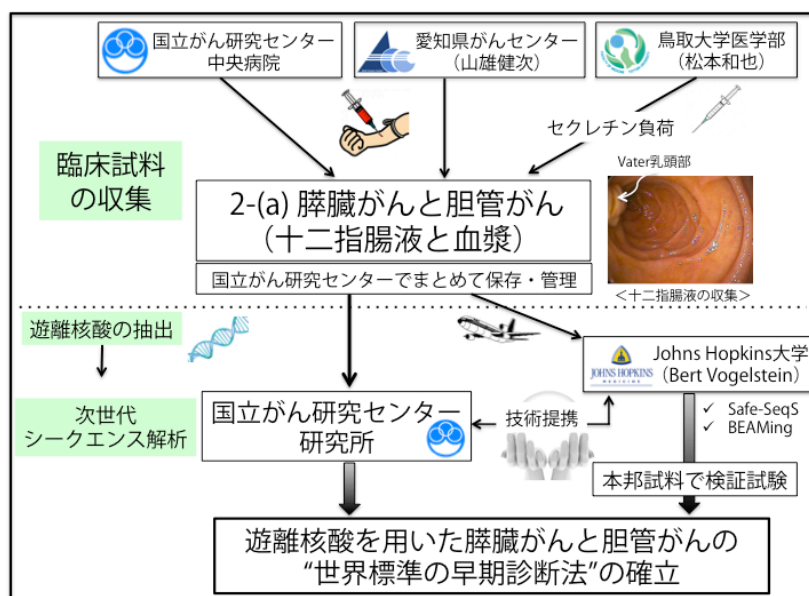 国立がん研究センター
中央病院
愛知県がんセンター
（山雄健次）
鳥取大学医学部
（松本和也）
セクレチン負荷
臨床試料
の収集
Vater乳頭部
2-(a) 膵臓がんと胆管がん
（十二指腸液と血漿）
国立がん研究センターでまとめて保存・管理
＜十二指腸液の収集＞
遊離核酸の抽出
Johns Hopkins大学
（Bert Vogelstein）
JOHNS HOPKINS
MEDICINE
次世代
シークエンス解析
国立がん研究センター
研究所
技術提携
✓ Safe-SeqS
✓ BEAMing
本邦試料で検証試験
遊離核酸を用いた膵臓がんと胆管がんの
“世界標準の早期診断法”の確立